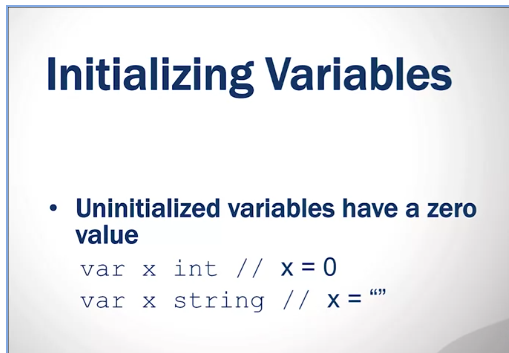 Initializing Variables
• Uninitialized variables have a zero
value
var x int // x = 0
var x string // x = “”